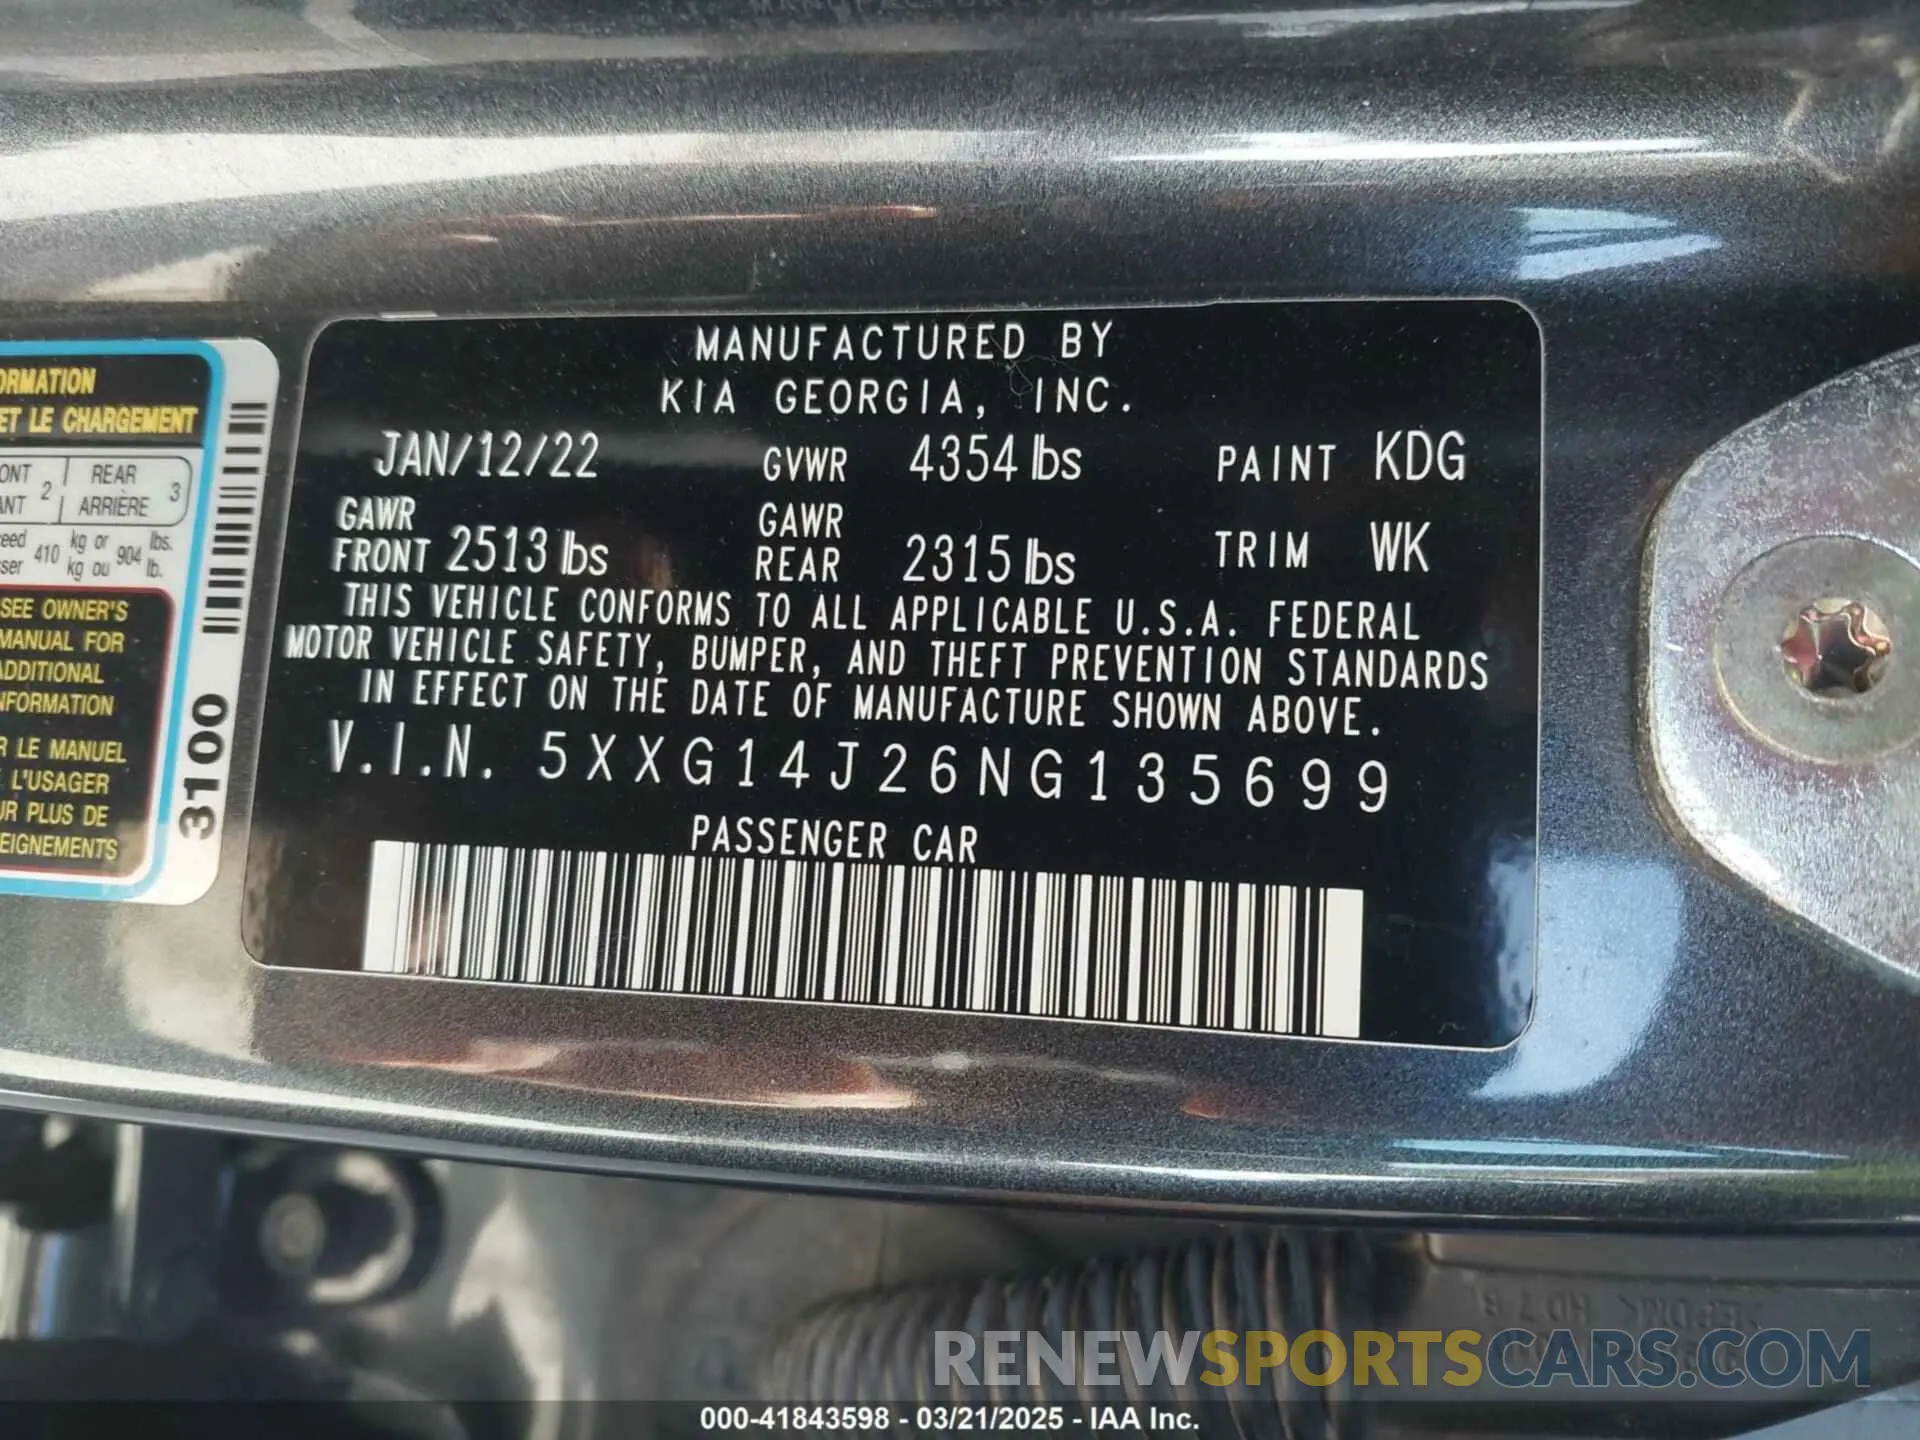 MANUFACTURED BY
KIA GEORGIA, INC.
JAN/12/22 GVWR 4354 lbs PAINT KDG
GAWR FRONT 2513 lbs GAWR REAR 2315 lbs TRIM WK
THIS VEHICLE CONFORMS TO ALL APPLICABLE U.S.A. FEDERAL
MOTOR VEHICLE SAFETY, BUMPER, AND THEFT PREVENTION STANDARDS
IN EFFECT ON THE DATE OF MANUFACTURE SHOWN ABOVE.
V.I.N. 5XXG14J26NG135699
PASSENGER CAR
ORMATION
ET LE CHARGEMENT
ONT 2 REAR 3
ANT ARRIÈRE
eed 410 kg or 904 lbs.
ser kg ou lb.
SEE OWNER'S
MANUAL FOR
ADDITIONAL
NFORMATION
R LE MANUEL
L'USAGER
UR PLUS DE
EIGNEMENTS
3100
RENEWSPORTSCARS.COM
000-41843598 - 03/21/2025 - IAA Inc.